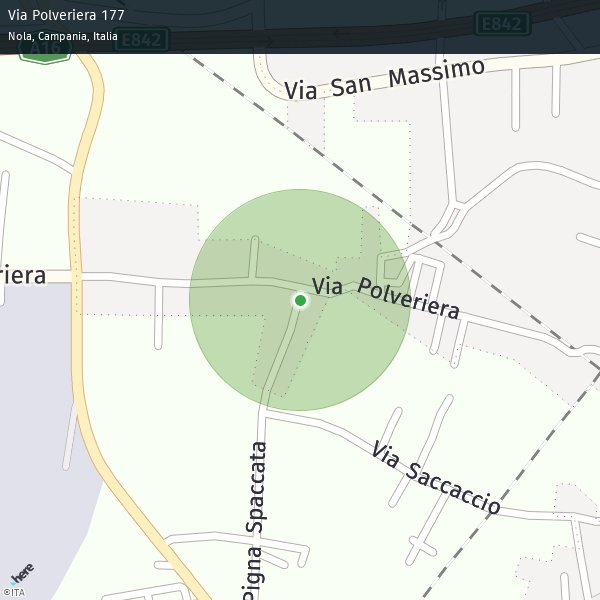 Via Polveriera 177
Nola, Campania, Italia
A16
E842
E842
Via San Massimo
riera
Via Polveriera
Via Saccaccio
Pigna Spaccata
here
©ITA